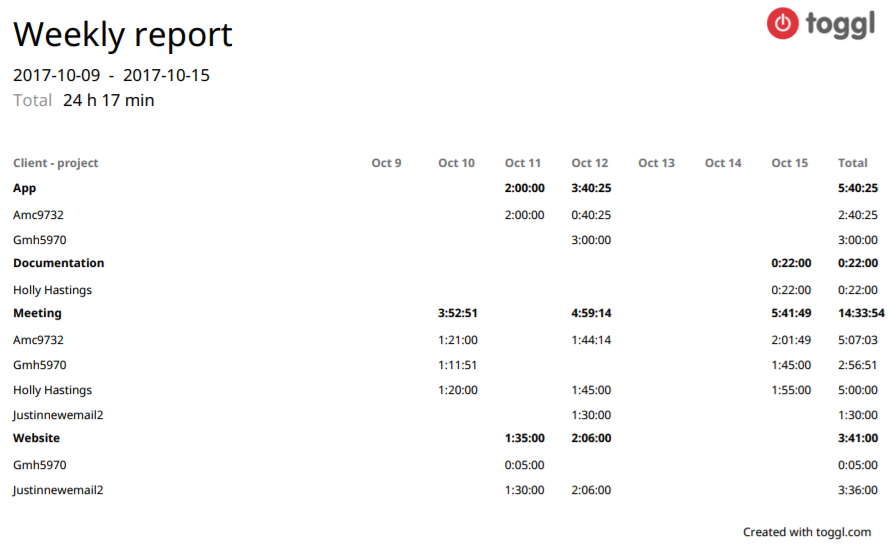 Weekly report
toggl
2017-10-09 - 2017-10-15
Total 24 h 17 min
Client - project Oct 9 Oct 10 Oct 11 Oct 12 Oct 13 Oct 14 Oct 15 Total
App 2:00:00 3:40:25 5:40:25
Amc9732 2:00:00 0:40:25 2:40:25
Gmh5970 3:00:00 3:00:00
Documentation 0:22:00 0:22:00
Holly Hastings 0:22:00 0:22:00
Meeting 3:52:51 4:59:14 5:41:49 14:33:54
Amc9732 1:21:00 1:44:14 2:01:49 5:07:03
Gmh5970 1:11:51 1:45:00 2:56:51
Holly Hastings 1:20:00 1:45:00 1:55:00 5:00:00
Justinnewemail2 1:30:00 1:30:00
Website 1:35:00 2:06:00 3:41:00
Gmh5970 0:05:00 0:05:00
Justinnewemail2 1:30:00 2:06:00 3:36:00
Created with toggl.com